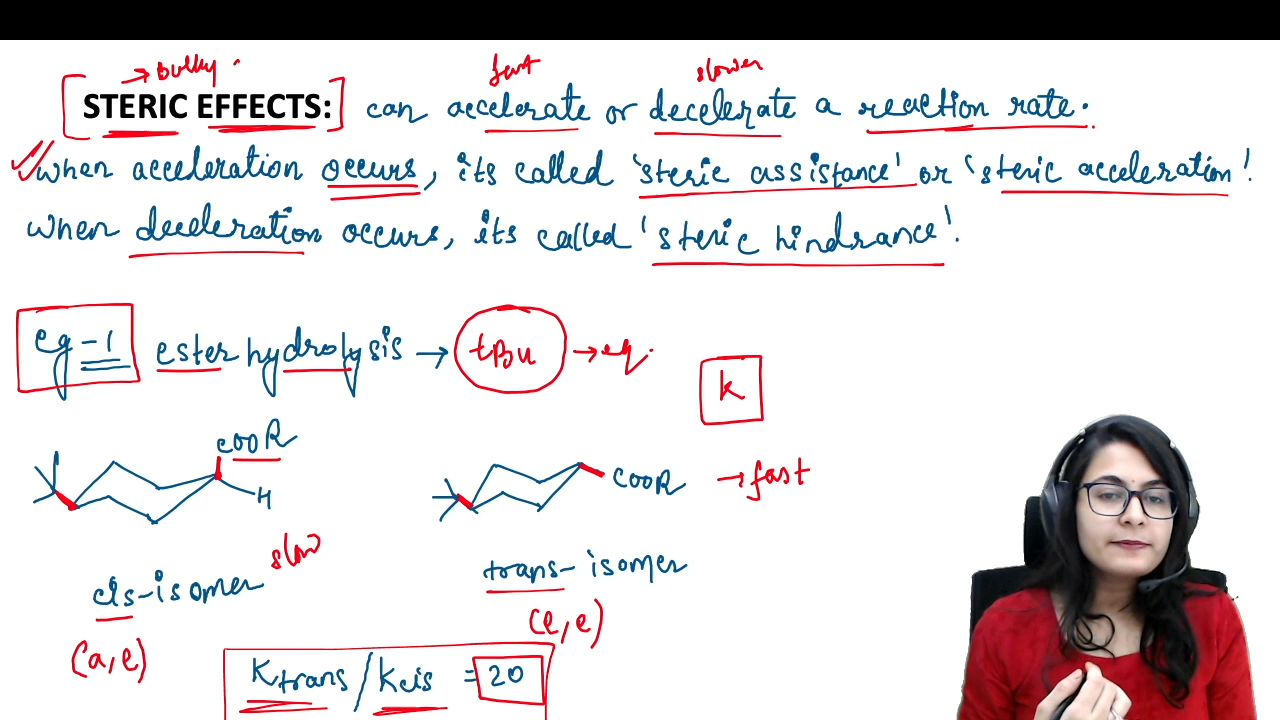 → bulky
fast
slower
[STERIC EFFECTS:] can accelerate or decelerate a reaction rate.
when acceleration occurs, its called 'steric assistance' or 'steric acceleration'.
when deceleration occurs, its called 'steric hindrance'.
eg-1 ester hydrolysis → tBu → eq.
k
COOR
H
COOR → fast
slow
cis-isomer
trans-isomer
(a,e)
(e,e)
Ktrans/Kcis = 20